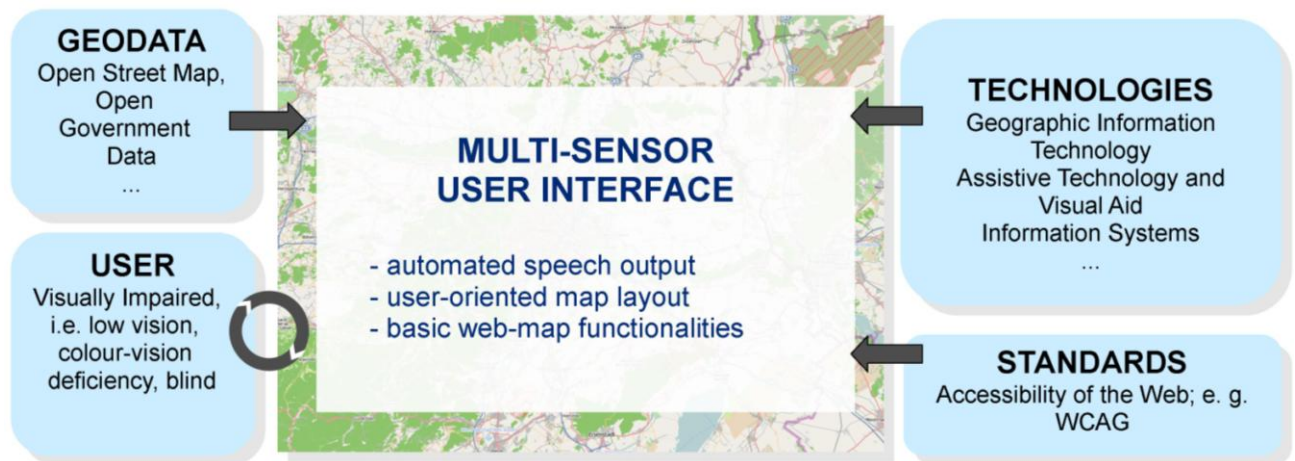 GEODATA
Open Street Map,
Open
Government
Data
...
USER
Visually Impaired,
i.e. low vision,
colour-vision
deficiency, blind
MULTI-SENSOR
USER INTERFACE
- automated speech output
- user-oriented map layout
- basic web-map functionalities
TECHNOLOGIES
Geographic Information
Technology
Assistive Technology and
Visual Aid
Information Systems
...
STANDARDS
Accessibility of the Web; e. g.
WCAG